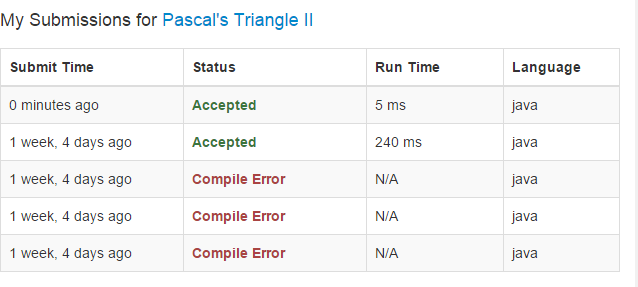 My Submissions for Pascal's Triangle II
Submit Time Status Run Time Language
0 minutes ago Accepted 5 ms java
1 week, 4 days ago Accepted 240 ms java
1 week, 4 days ago Compile Error N/A java
1 week, 4 days ago Compile Error N/A java
1 week, 4 days ago Compile Error N/A java